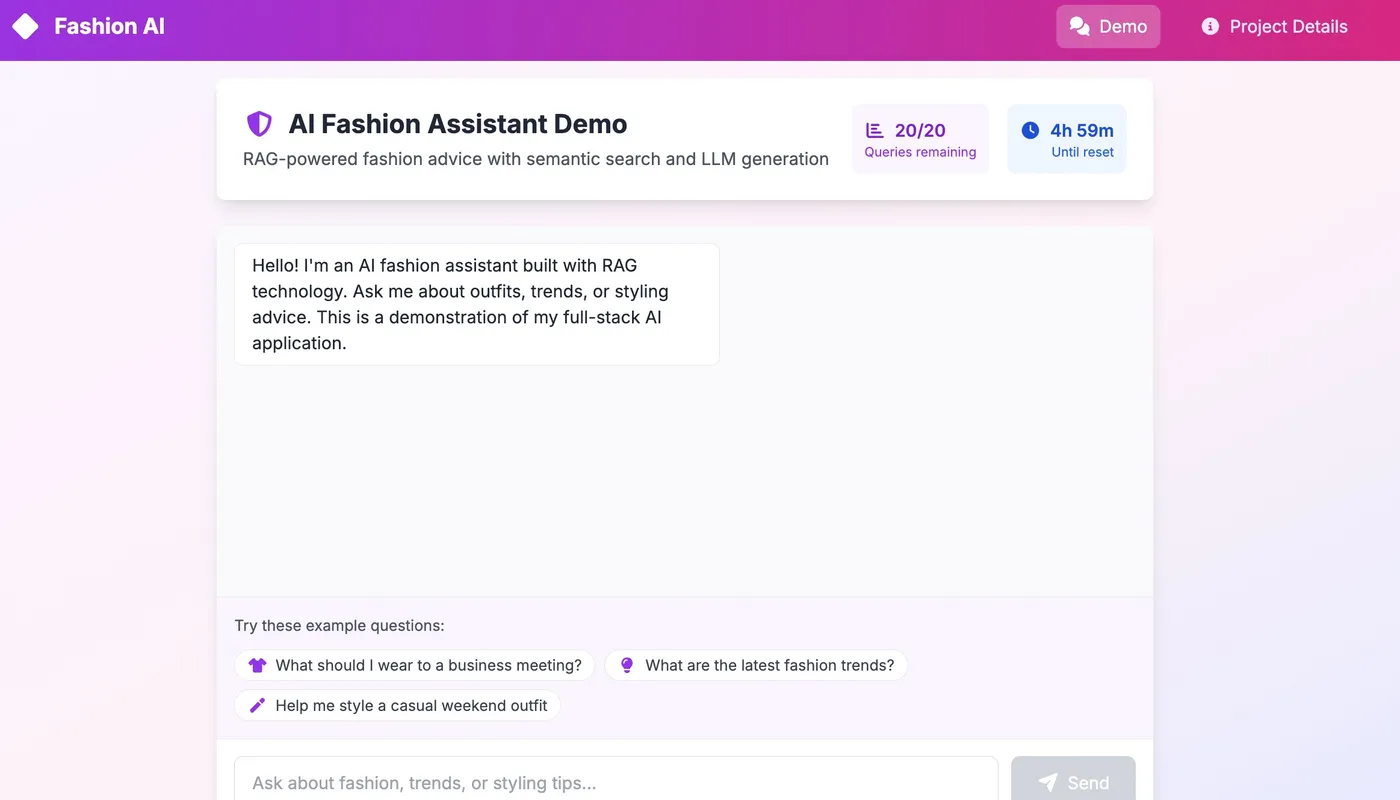 Fashion AI
Demo
Project Details
AI Fashion Assistant Demo
RAG-powered fashion advice with semantic search and LLM generation
20/20
Queries remaining
4h 59m
Until reset
Hello! I'm an AI fashion assistant built with RAG
technology. Ask me about outfits, trends, or styling
advice. This is a demonstration of my full-stack AI
application.
Try these example questions:
What should I wear to a business meeting?
What are the latest fashion trends?
Help me style a casual weekend outfit
Ask about fashion, trends, or styling tips...
Send